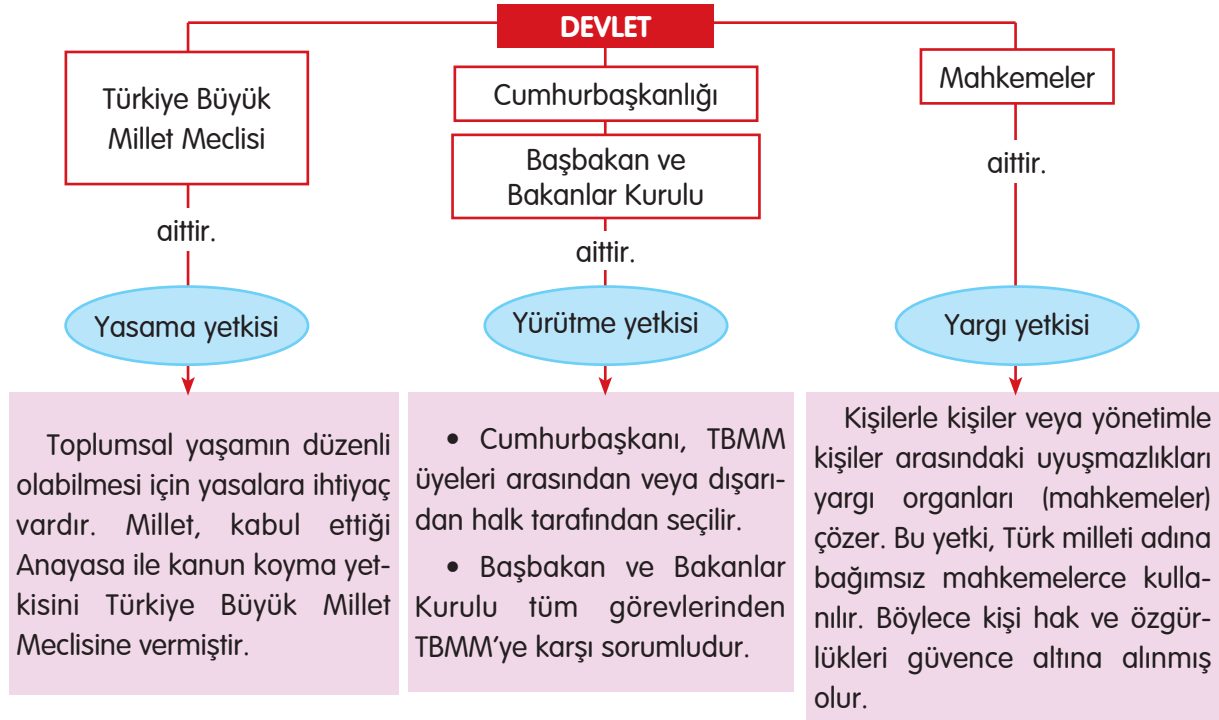 DEVLET
Türkiye Büyük
Millet Meclisi
aittir.
Yasama yetkisi
Toplumsal yaşamın düzenli
olabilmesi için yasalara ihtiyaç
vardır. Millet, kabul ettiği
Anayasa ile kanun koyma yet-
kisini Türkiye Büyük Millet
Meclisine vermiştir.
Cumhurbaşkanlığı
Başbakan ve
Bakanlar Kurulu
aittir.
Yürütme yetkisi
• Cumhurbaşkanı, TBMM
üyeleri arasından veya dışarı-
dan halk tarafından seçilir.
• Başbakan ve Bakanlar
Kurulu tüm görevlerinden
TBMM'ye karşı sorumludur.
Mahkemeler
aittir.
Yargı yetkisi
Kişilerle kişiler veya yönetimle
kişiler arasındaki uyuşmazlıkları
yargı organları (mahkemeler)
çözer. Bu yetki, Türk milleti adına
bağımsız mahkemelerce kulla-
nılır. Böylece kişi hak ve özgür-
lükleri güvence altına alınmış
olur.